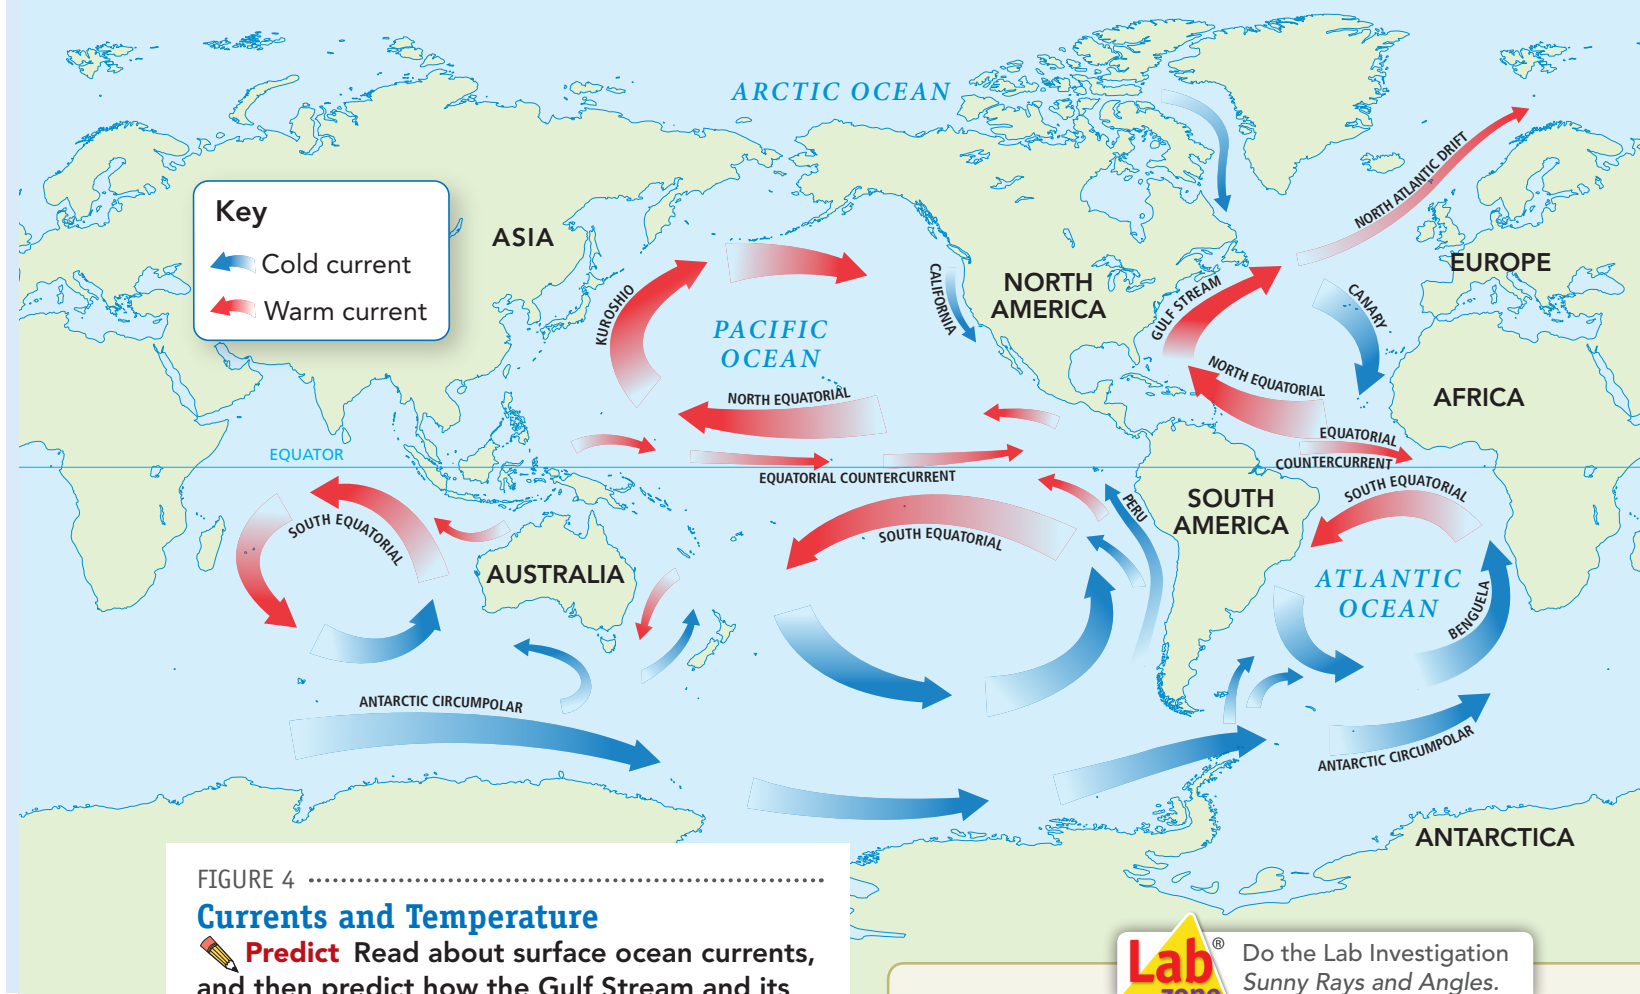 ARCTIC OCEAN
NORTH ATLANTIC DRIFT
Key
Cold current
Warm current
ASIA
EUROPE
KUROSHIO
CALIFORNIA
NORTH
AMERICA
GULF STREAM
CANARY
PACIFIC
OCEAN
NORTH EQUATORIAL
NORTH EQUATORIAL
AFRICA
EQUATOR
EQUATORIAL
COUNTERCURRENT
EQUATORIAL COUNTERCURRENT
SOUTH EQUATORIAL
SOUTH
AMERICA
PERU
SOUTH EQUATORIAL
SOUTH EQUATORIAL
AUSTRALIA
ATLANTIC
OCEAN
BENGUELA
ANTARCTIC CIRCUMPOLAR
ANTARCTIC CIRCUMPOLAR
ANTARCTICA
FIGURE 4
Currents and Temperature
Predict Read about surface ocean currents,
and then predict how the Gulf Stream and its
Lab®
zone
Do the Lab Investigation
Sunny Rays and Angles.